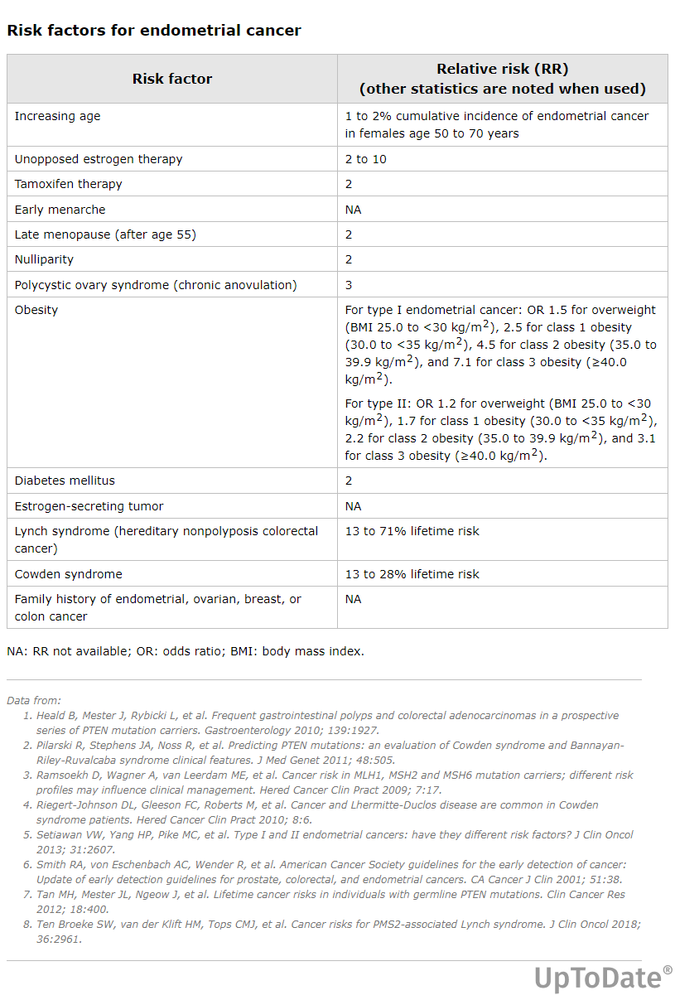 Risk factors for endometrial cancer
Risk factor
Relative risk (RR)
(other statistics are noted when used)
Increasing age
1 to 2% cumulative incidence of endometrial cancer
in females age 50 to 70 years
Unopposed estrogen therapy
2 to 10
Tamoxifen therapy
2
Early menarche
NA
Late menopause (after age 55)
2
Nulliparity
2
Polycystic ovary syndrome (chronic anovulation)
3
Obesity
For type I endometrial cancer: OR 1.5 for overweight
(BMI 25.0 to <30 kg/m²), 2.5 for class 1 obesity
(30.0 to <35 kg/m²), 4.5 for class 2 obesity (35.0 to
39.9 kg/m²), and 7.1 for class 3 obesity (≥40.0
kg/m²).
For type II: OR 1.2 for overweight (BMI 25.0 to <30
kg/m²), 1.7 for class 1 obesity (30.0 to <35 kg/m²),
2.2 for class 2 obesity (35.0 to 39.9 kg/m²), and 3.1
for class 3 obesity (≥40.0 kg/m²).
Diabetes mellitus
2
Estrogen-secreting tumor
NA
Lynch syndrome (hereditary nonpolyposis colorectal
cancer)
13 to 71% lifetime risk
Cowden syndrome
13 to 28% lifetime risk
Family history of endometrial, ovarian, breast, or
colon cancer
NA
NA: RR not available; OR: odds ratio; BMI: body mass index.
Data from:
1. Heald B, Mester J, Rybicki L, et al. Frequent gastrointestinal polyps and colorectal adenocarcinomas in a prospective
series of PTEN mutation carriers. Gastroenterology 2010; 139:1927.
2. Pilarski R, Stephens JA, Noss R, et al. Predicting PTEN mutations: an evaluation of Cowden syndrome and Bannayan-
Riley-Ruvalcaba syndrome clinical features. J Med Genet 2011; 48:505.
3. Ramsoekh D, Wagner A, van Leerdam ME, et al. Cancer risk in MLH1, MSH2 and MSH6 mutation carriers; different risk
profiles may influence clinical management. Hered Cancer Clin Pract 2009; 7:17.
4. Riegert-Johnson DL, Gleeson FC, Roberts M, et al. Cancer and Lhermitte-Duclos disease are common in Cowden
syndrome patients. Hered Cancer Clin Pract 2010; 8:6.
5. Setiawan VW, Yang HP, Pike MC, et al. Type I and II endometrial cancers: have they different risk factors? J Clin Oncol
2013; 31:2607.
6. Smith RA, von Eschenbach AC, Wender R, et al. American Cancer Society guidelines for the early detection of cancer:
Update of early detection guidelines for prostate, colorectal, and endometrial cancers. CA Cancer J Clin 2001; 51:38.
7. Tan MH, Mester JL, Ngeow J, et al. Lifetime cancer risks in individuals with germline PTEN mutations. Clin Cancer Res
2012; 18:400.
8. Ten Broeke SW, van der Klift HM, Tops CMJ, et al. Cancer risks for PMS2-associated Lynch syndrome. J Clin Oncol 2018;
36:2961.
UpToDate®